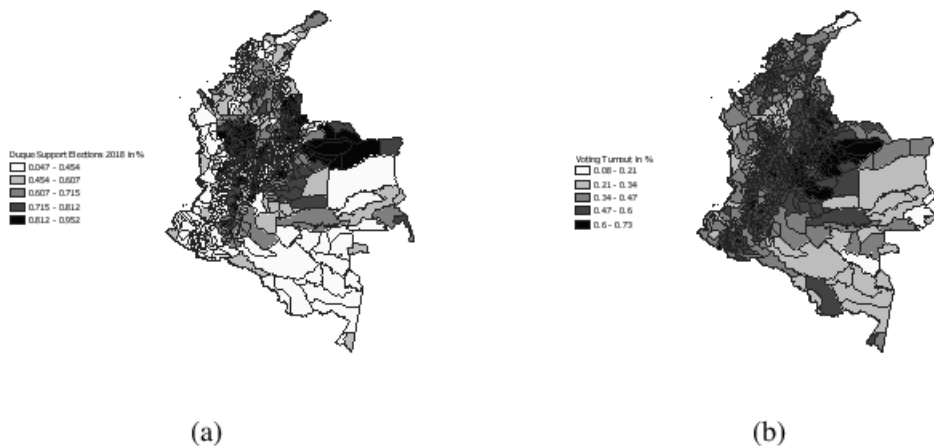 Duque Support Elections 2018 in %
0.047 - 0.454
0.454 - 0.607
0.607 - 0.715
0.715 - 0.812
0.812 - 0.952
Voting Turnout in %
0.08 - 0.21
0.21 - 0.34
0.34 - 0.47
0.47 - 0.6
0.6 - 0.73
(a)
(b)